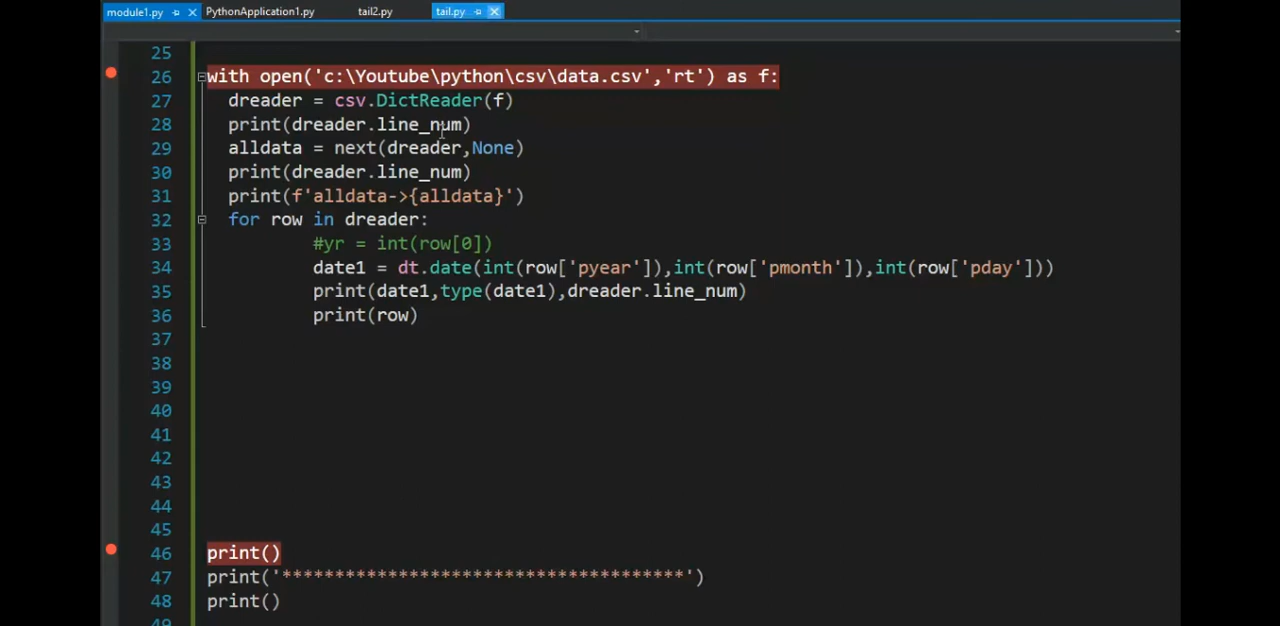 module1.py PythonApplication1.py tail2.py tail.py
25
26 with open('c:\Youtube\python\csv\data.csv','rt') as f:
27 dreader = csv.DictReader(f)
28 print(dreader.line_num)
29 alldata = next(dreader,None)
30 print(dreader.line_num)
31 print(f'alldata->{alldata}')
32 for row in dreader:
33 #yr = int(row[0])
34 date1 = dt.date(int(row['pyear']),int(row['pmonth']),int(row['pday']))
35 print(date1,type(date1),dreader.line_num)
36 print(row)
37
38
39
40
41
42
43
44
45
46 print()
47 print('**************************************')
48 print()
49